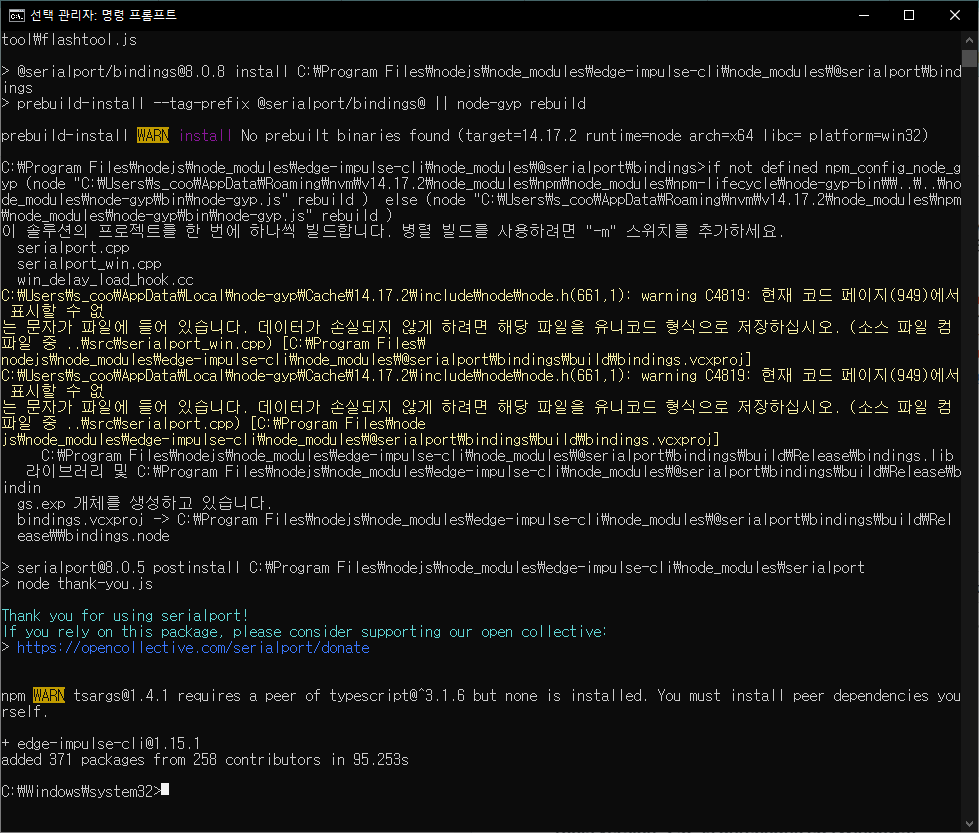 선택 관리자: 명령 프롬프트
tool\flashtool.js
> @serialport/bindings@8.0.8 install C:\Program Files\nodejs\node_modules\edge-impulse-cli\node_modules\@serialport\bind
ings
> prebuild-install --tag-prefix @serialport/bindings@ || node-gyp rebuild
prebuild-install WARN install No prebuilt binaries found (target=14.17.2 runtime=node arch=x64 libc= platform=win32)
C:\Program Files\nodejs\node_modules\edge-impulse-cli\node_modules\@serialport\bindings>if not defined npm_config_node_g
yp (node "C:\Users\s_coo\AppData\Roaming\nvm\v14.17.2\node_modules\npm\node_modules\npm-lifecycle\node-gyp-bin\\..\..\no
de_modules\node-gyp\bin\node-gyp.js" rebuild )  else (node "C:\Users\s_coo\AppData\Roaming\nvm\v14.17.2\node_modules\npm
\node_modules\node-gyp\bin\node-gyp.js" rebuild )
이 솔루션의 프로젝트를 한 번에 하나씩 빌드합니다. 병렬 빌드를 사용하려면 "-m" 스위치를 추가하세요.
serialport.cpp
serialport_win.cpp
win_delay_load_hook.cc
C:\Users\s_coo\AppData\Local\node-gyp\Cache\14.17.2\include\node\node.h(661,1): warning C4819: 현재 코드 페이지(949)에서
표시할 수 없
는 문자가 파일에 들어 있습니다. 데이터가 손실되지 않게 하려면 해당 파일을 유니코드 형식으로 저장하십시오. (소스 파일 컴
파일 중 ..\src\serialport_win.cpp) [C:\Program Files\
nodejs\node_modules\edge-impulse-cli\node_modules\@serialport\bindings\build\bindings.vcxproj]
C:\Users\s_coo\AppData\Local\node-gyp\Cache\14.17.2\include\node\node.h(661,1): warning C4819: 현재 코드 페이지(949)에서
표시할 수 없
는 문자가 파일에 들어 있습니다. 데이터가 손실되지 않게 하려면 해당 파일을 유니코드 형식으로 저장하십시오. (소스 파일 컴
파일 중 ..\src\serialport.cpp) [C:\Program Files\node
js\node_modules\edge-impulse-cli\node_modules\@serialport\bindings\build\bindings.vcxproj]
C:\Program Files\nodejs\node_modules\edge-impulse-cli\node_modules\@serialport\bindings\build\Release\bindings.lib
라이브러리 및 C:\Program Files\nodejs\node_modules\edge-impulse-cli\node_modules\@serialport\bindings\build\Release\
bindin
gs.exp 개체를 생성하고 있습니다.
bindings.vcxproj -> C:\Program Files\nodejs\node_modules\edge-impulse-cli\node_modules\@serialport\bindings\build\Rel
ease\\bindings.node
> serialport@8.0.5 postinstall C:\Program Files\nodejs\node_modules\edge-impulse-cli\node_modules\serialport
> node thank-you.js
Thank you for using serialport!
If you rely on this package, please consider supporting our open collective:
> https://opencollective.com/serialport/donate
npm WARN tsargs@1.4.1 requires a peer of typescript@^3.1.6 but none is installed. You must install peer dependencies you
rself.
+ edge-impulse-cli@1.15.1
added 371 packages from 258 contributors in 95.253s
C:\Windows\system32>